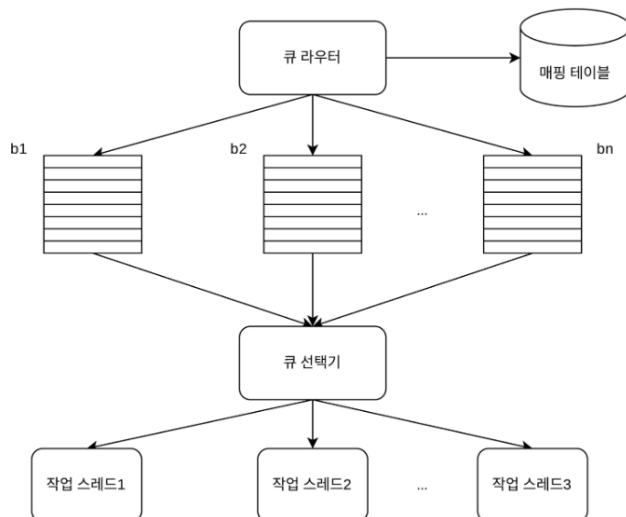 큐 라우터
매핑 테이블
b1
b2
bn
...
큐 선택기
작업 스레드1
작업 스레드2
...
작업 스레드3